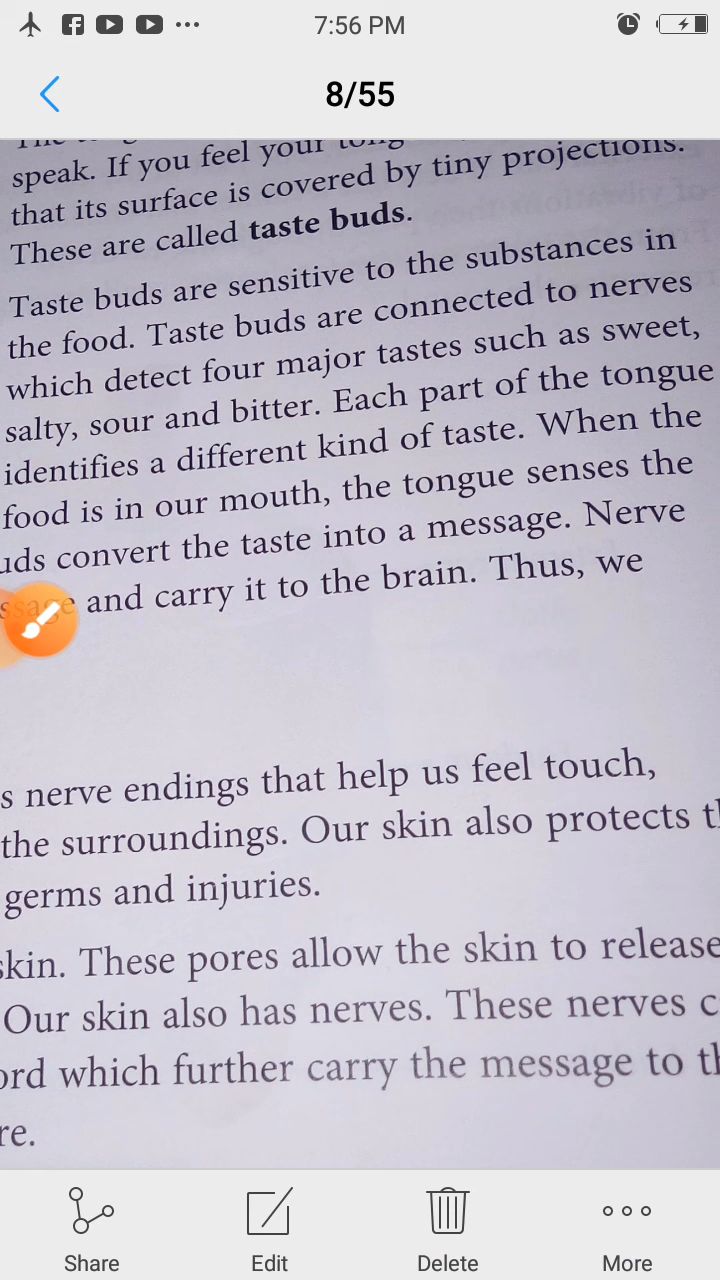 7:56 PM
8/55
speak. If you feel your
that its surface is covered by tiny projections.
These are called taste buds.
Taste buds are sensitive to the substances in
the food. Taste buds are connected to nerves
which detect four major tastes such as sweet,
salty, sour and bitter. Each part of the tongue
identifies a different kind of taste. When the
food is in our mouth, the tongue senses the
uds convert the taste into a message. Nerve
ssage and carry it to the brain. Thus, we
s nerve endings that help us feel touch,
the surroundings. Our skin also protects
germs and injuries.
skin. These pores allow the skin to release
Our skin also has nerves. These nerves c
ord which further carry the message to
re.
Share Edit Delete More